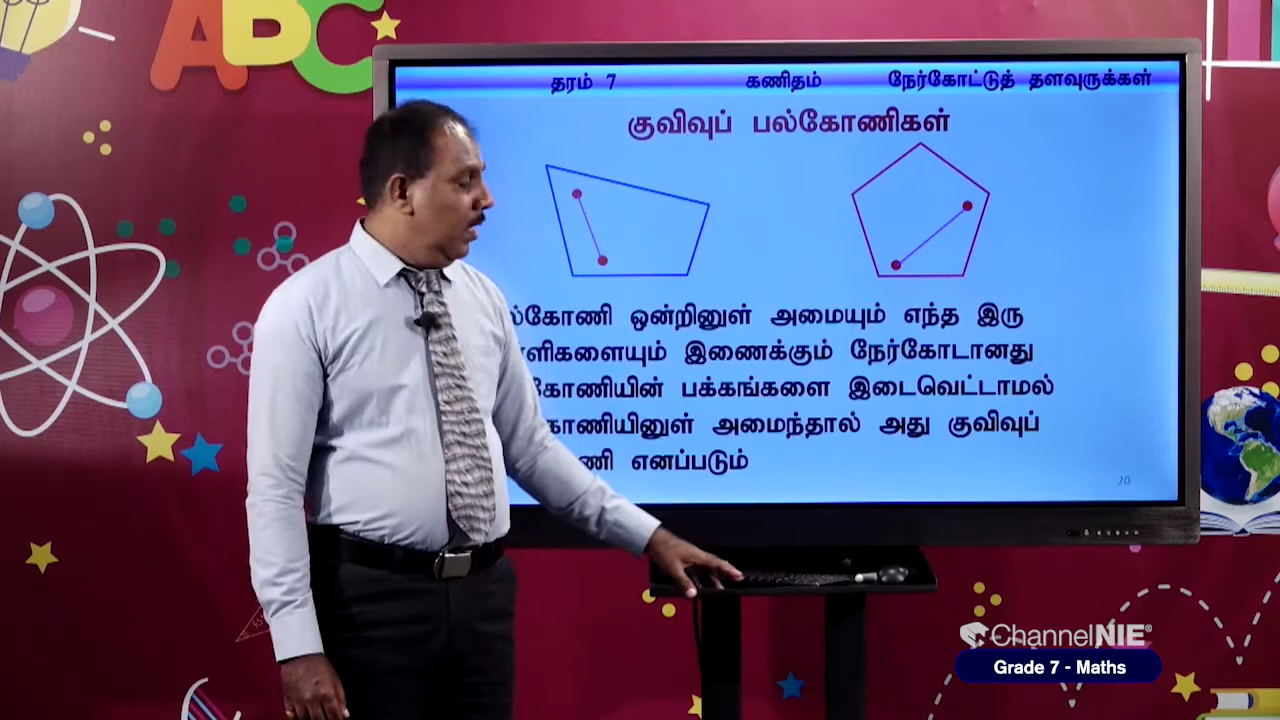 ABC
தரம் 7 கணிதம் நேர்கோட்டுத் தளவுருக்கள்
குவிவுப் பல்கோணிகள்
ஒன்றினுள் அமையும் எந்த இரு
இணைக்கும் நேர்கோடானது
பக்கங்களை இடைவெட்டாமல்
அமைந்தால் அது குவிவுப்
எனப்படும்
20
ChannelNIE®
Grade 7 - Maths